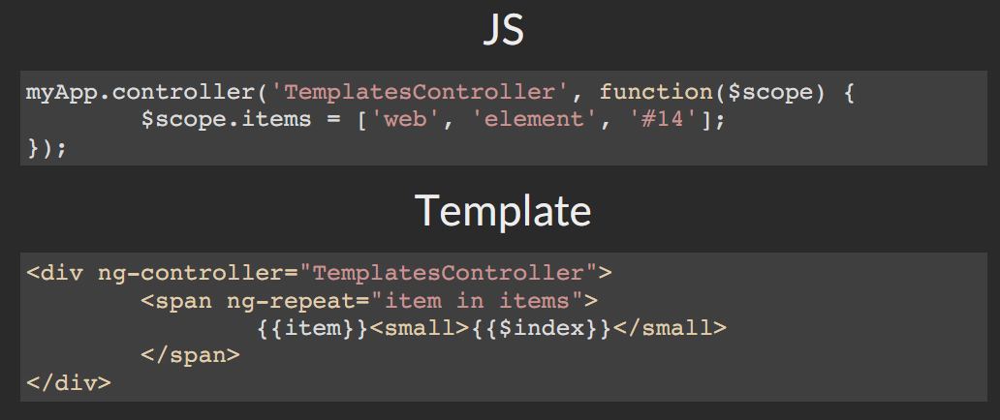 JS
myApp.controller('TemplatesController', function($scope) {
        $scope.items = ['web', 'element', '#14'];
});
Template
<div ng-controller="TemplatesController">
        <span ng-repeat="item in items">
                {{item}}<small>{{$index}}</small>
        </span>
</div>